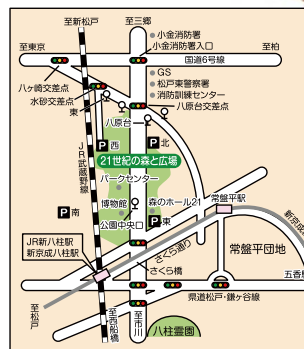 至新松戸
至三郷
小金消防署
小金消防署入口
至東京
国道6号線
至柏
八ヶ崎交差点
水砂交差点
GS
松戸東警察署
消防訓練センター
東
八原台交差点
八原台
P 西
P 北
21世紀の森と広場
JR武蔵野線
パークセンター
常盤平駅
博物館
森のホール21
P 南
公園中央口
P 東
新京成
さくら通り
常盤平団地
JR新八柱駅
新京成八柱駅
さくら橋
五香
至松戸
県道松戸・鎌ヶ谷線
至西船橋
至市川
八柱霊園